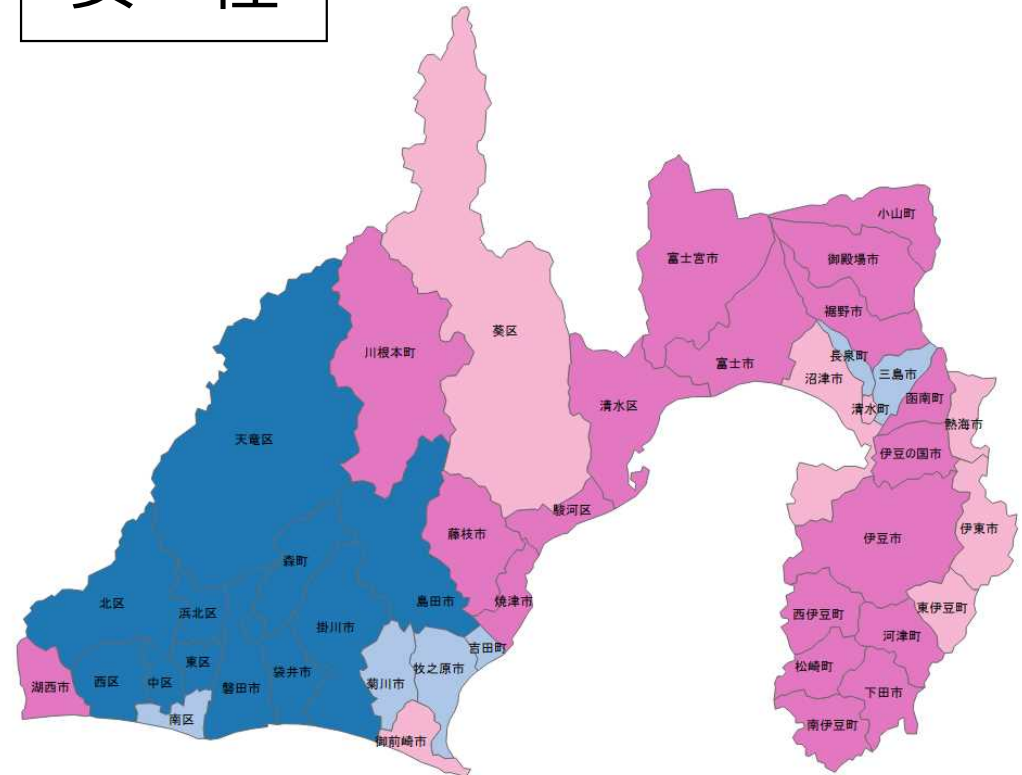 女 性
小山町
富士宮市
御殿場市
裾野市
葵区
川根本町
長泉町
富士市
三島市
沼津市
函南町
清水区
清水町
熱海市
天竜区
伊豆の国市
駿河区
伊東市
藤枝市
伊豆市
森町
北区
焼津市
島田市
浜北区
東伊豆町
西伊豆町
掛川市
河津町
吉田町
東区
牧之原市
松崎町
袋井市
湖西市
西区
中区
菊川市
磐田市
下田市
南区
南伊豆町
御前崎市